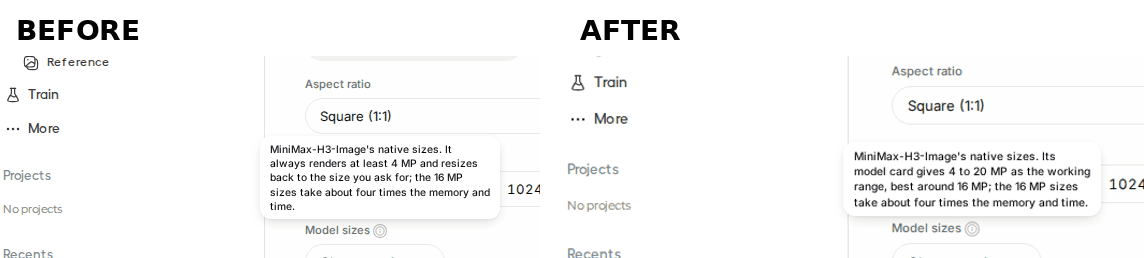 BEFORE
Reference
Train
More
Projects
No projects
Recents
Aspect ratio
Square (1:1)
MiniMax-H3-Image's native sizes. It
always renders at least 4 MP and resizes
back to the size you ask for; the 16 MP
sizes take about four times the memory and
time.
1024
Model sizes
AFTER
Train
More
Projects
No projects
Recents
Aspect ratio
Square (1:1)
MiniMax-H3-Image's native sizes. Its
model card gives 4 to 20 MP as the working
range, best around 16 MP; the 16 MP sizes
take about four times the memory and time.
1024
Model sizes